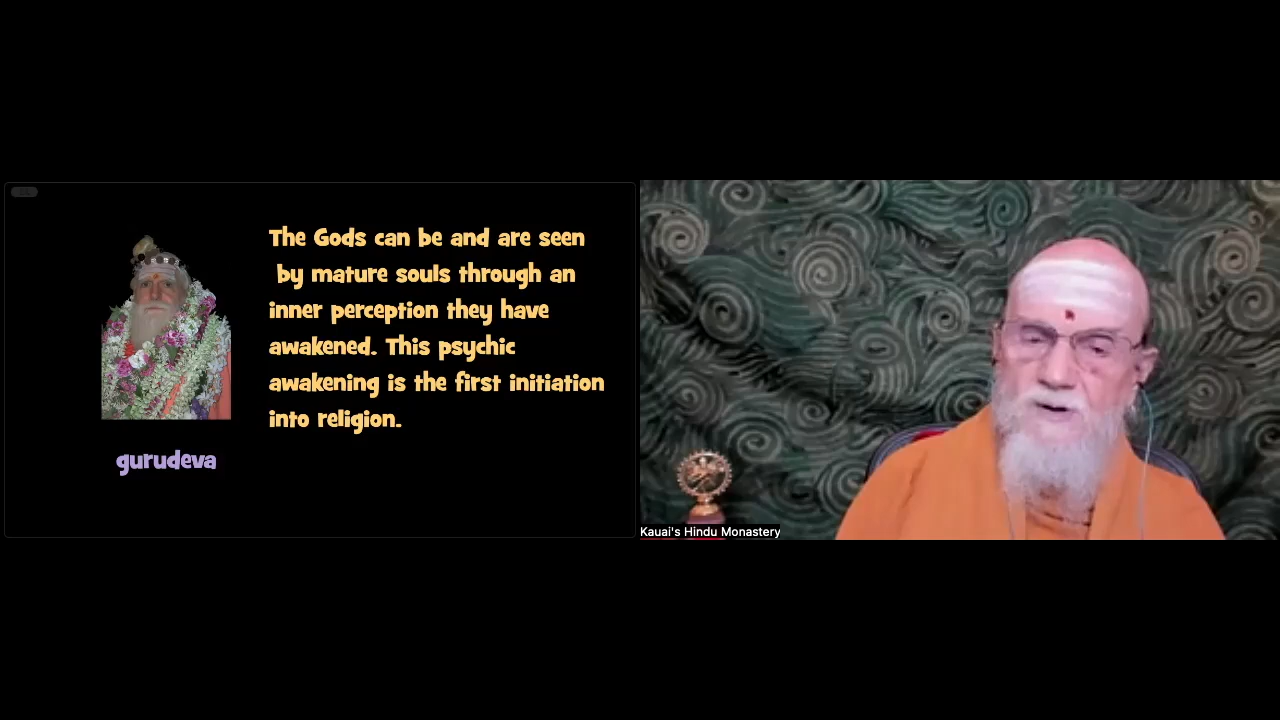 The Gods can be and are seen
by mature souls through an
inner perception they have
awakened. This psychic
awakening is the first initiation
into religion.
gurudeva
Kauai's Hindu Monastery